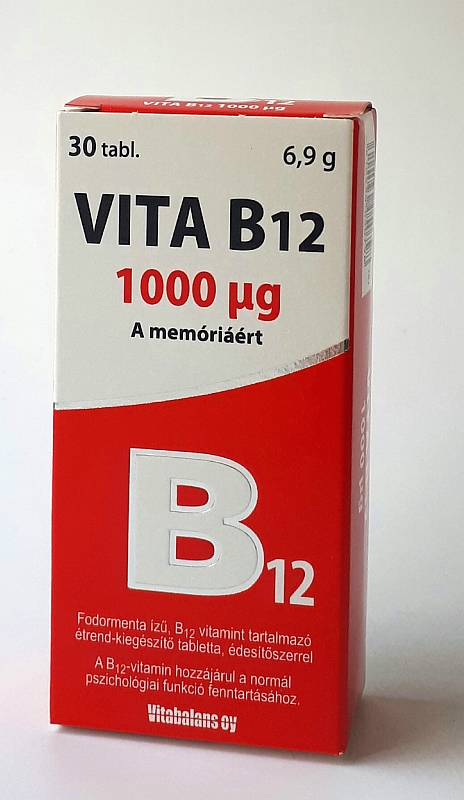 VITA B12 1000 µg
30 tabl.
6,9 g
VITA B12
1000 µg
A memóriáért
B12
Fodormenta ízű, B12 vitamint tartalmazó
étrend-kiegészítő tabletta, édesítőszerrel
A B12-vitamin hozzájárul a normál
pszichológiai funkció fenntartásához.
Vitabalans oy